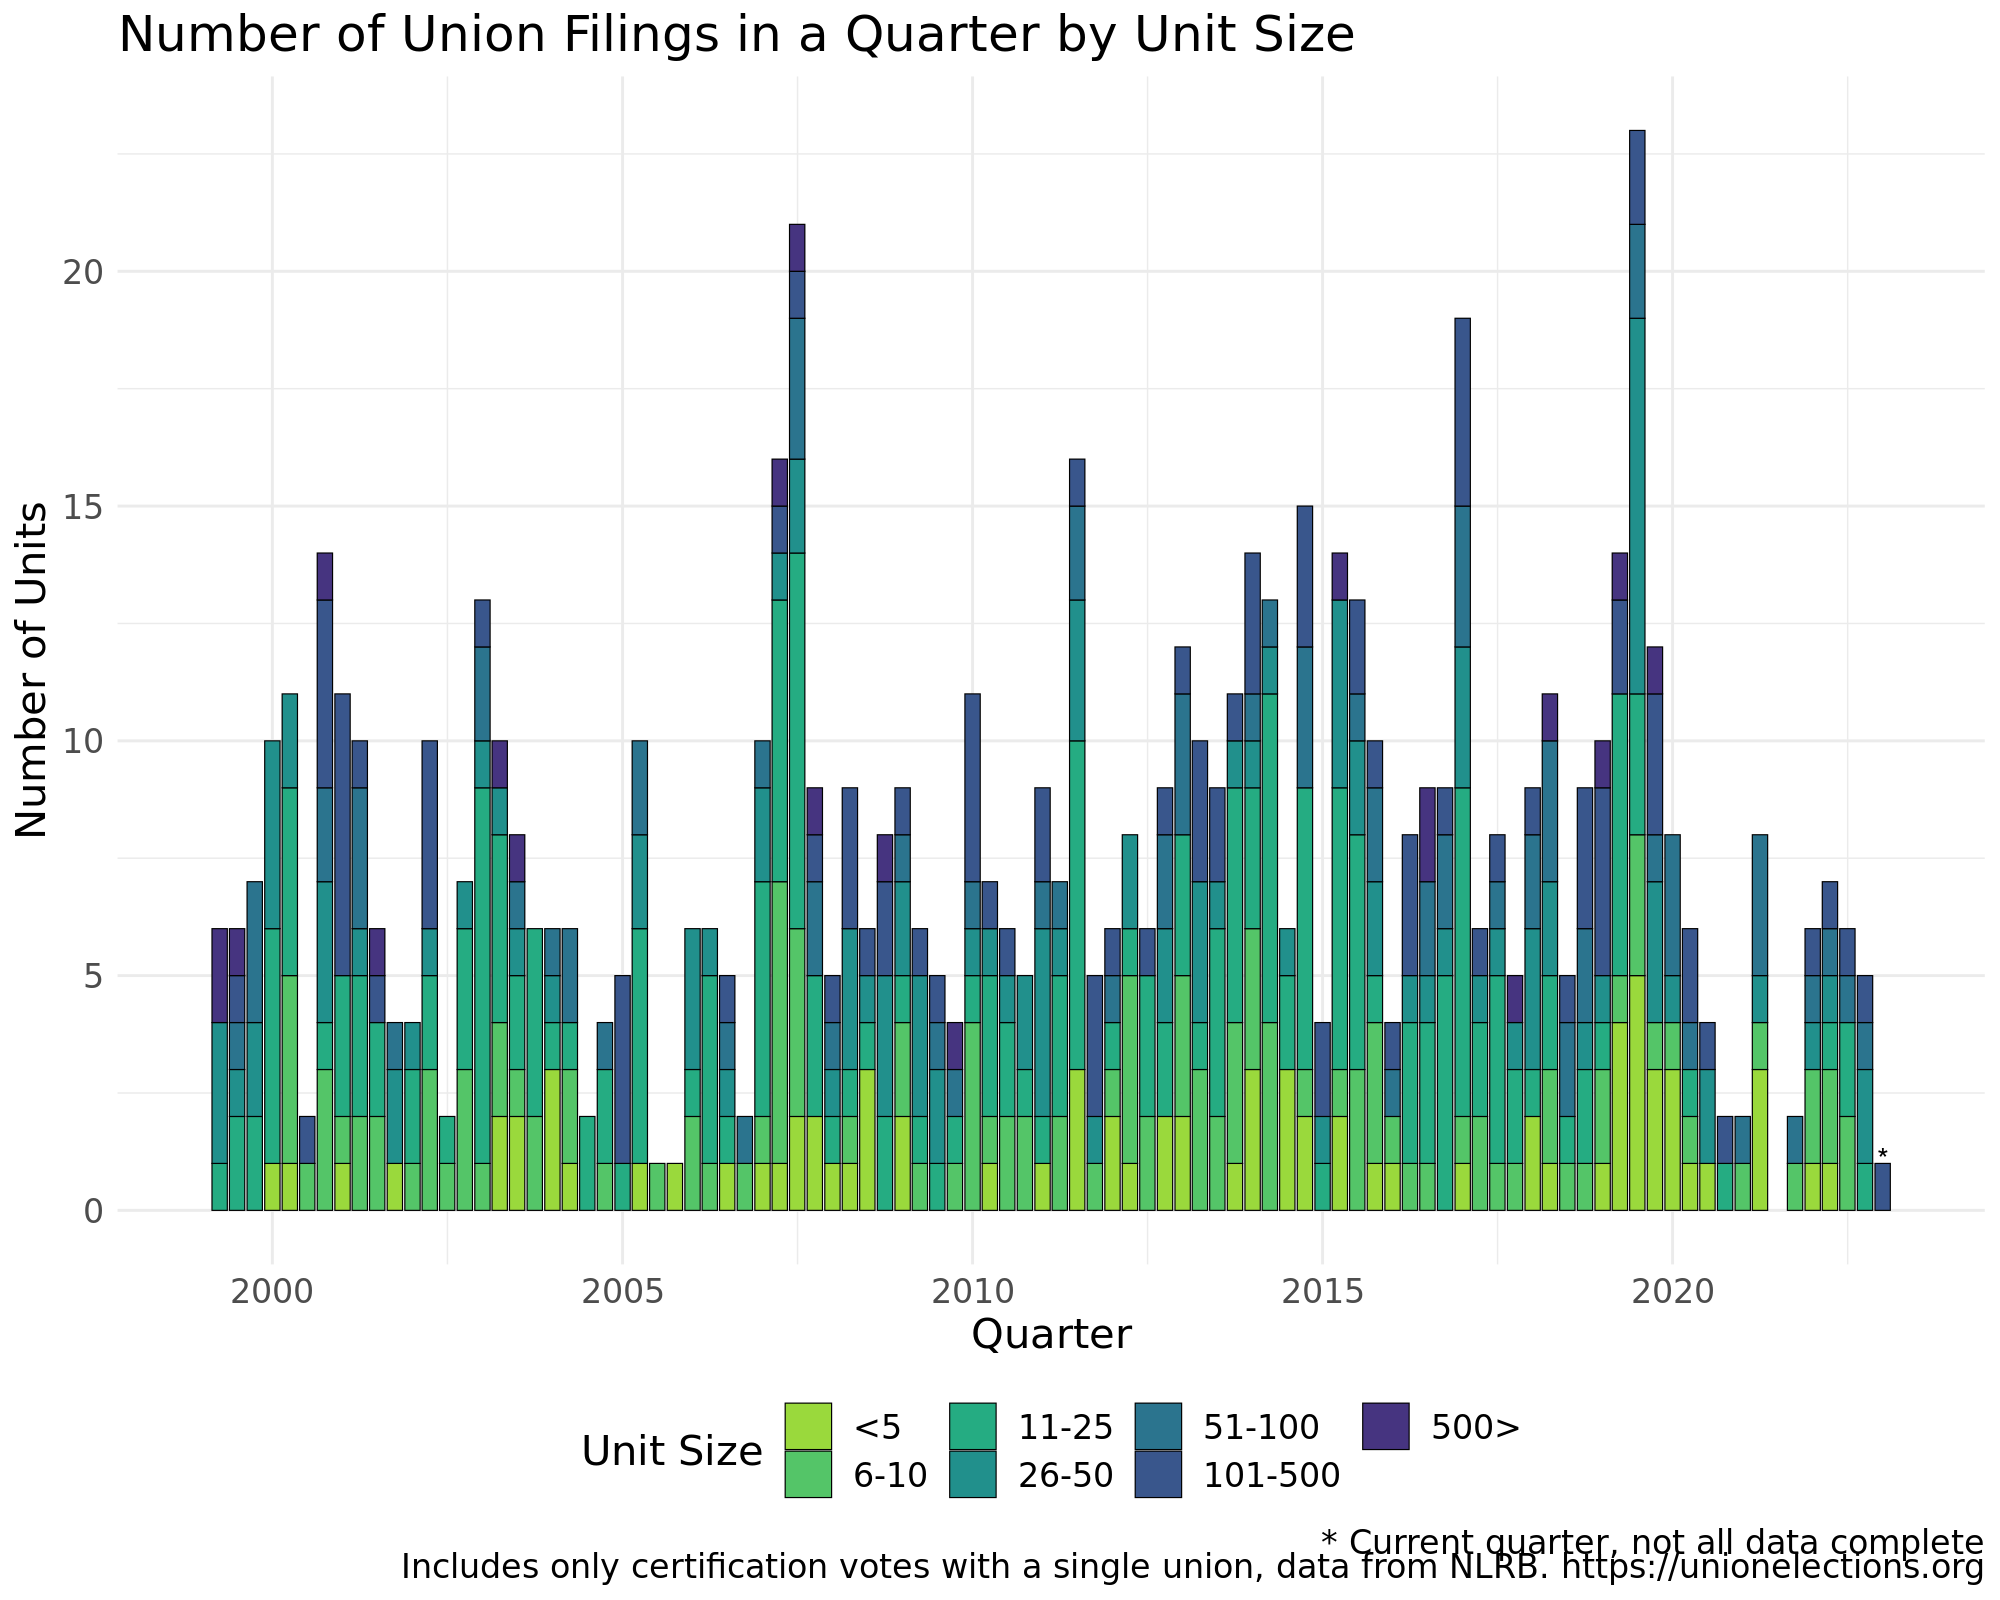 Number of Union Filings in a Quarter by Unit Size
Number of Units
20
15
10
5
0
*
2000 2005 2010 2015 2020
Quarter
Unit Size
<5 11-25 51-100 500>
6-10 26-50 101-500
* Current quarter, not all data complete
Includes only certification votes with a single union, data from NLRB. https://unionelections.org